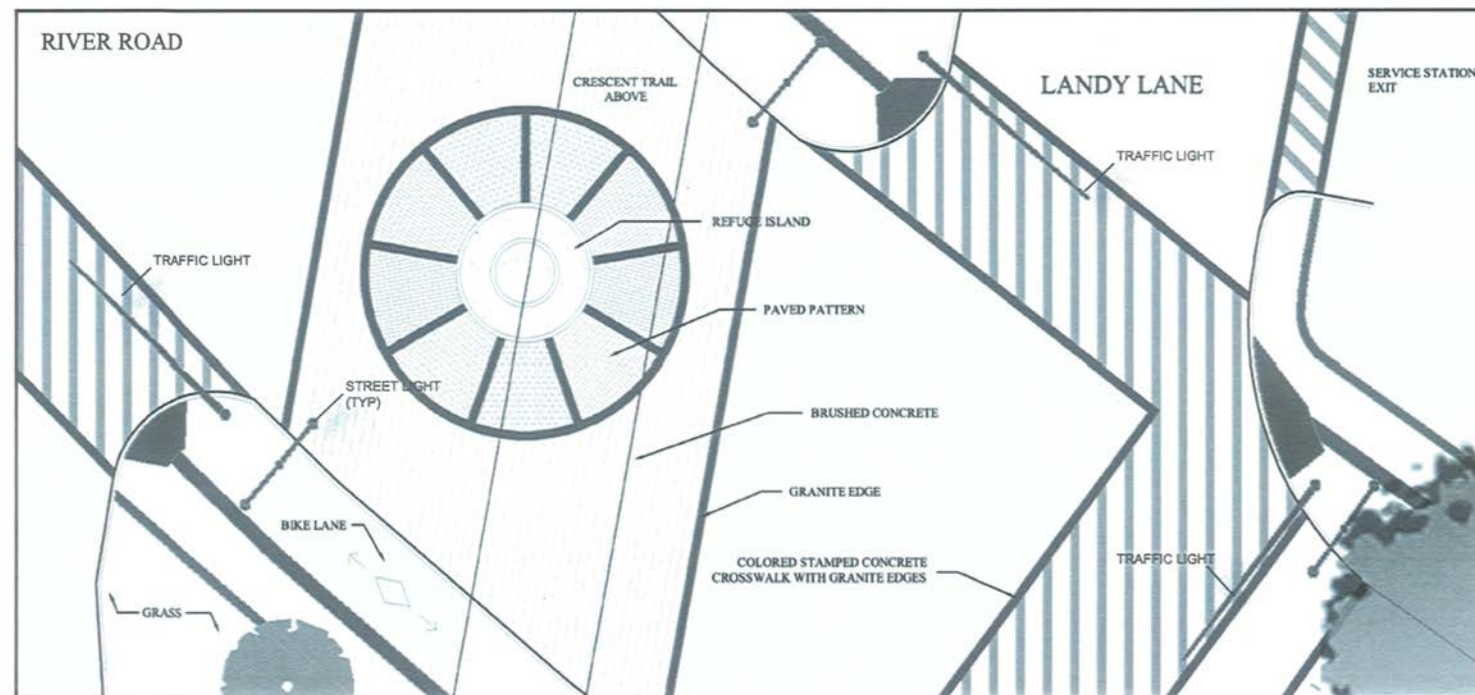 RIVER ROAD
CRESCENT TRAIL
ABOVE
LANDY LANE
SERVICE STATION
EXIT
TRAFFIC LIGHT
REFUGE ISLAND
TRAFFIC LIGHT
PAVED PATTERN
STREET LIGHT
(TYP)
BRUSHED CONCRETE
GRANITE EDGE
BIKE LANE
COLORED STAMPED CONCRETE
CROSSWALK WITH GRANITE EDGES
TRAFFIC LIGHT
GRASS